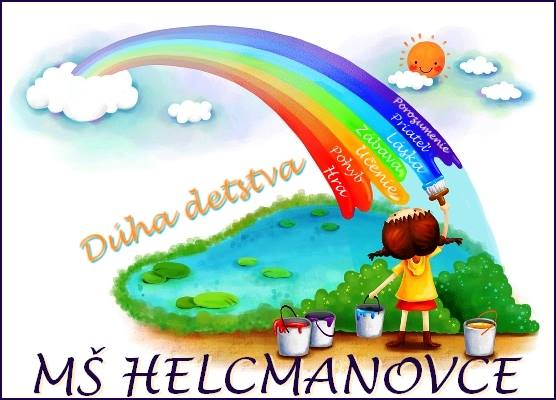 Porozumenie
Priateľ
Láska
Zábava,
Učenie
Pohyb
Hra
Dúha detstva
MŠ HELCMANOVCE